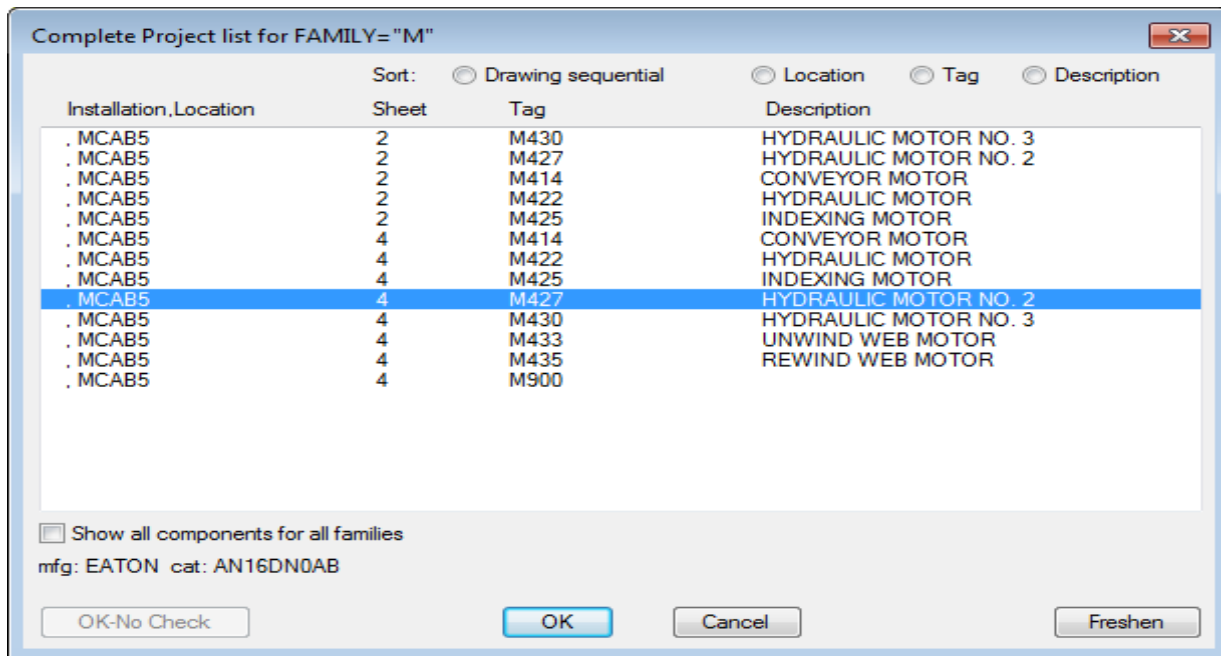 Complete Project list for FAMILY="M"
Sort: Drawing sequential Location Tag Description
Installation,Location Sheet Tag Description
, MCAB5 2 M430 HYDRAULIC MOTOR NO. 3
, MCAB5 2 M427 HYDRAULIC MOTOR NO. 2
, MCAB5 2 M414 CONVEYOR MOTOR
, MCAB5 2 M422 HYDRAULIC MOTOR
, MCAB5 2 M425 INDEXING MOTOR
, MCAB5 4 M414 CONVEYOR MOTOR
, MCAB5 4 M422 HYDRAULIC MOTOR
, MCAB5 4 M425 INDEXING MOTOR
, MCAB5 4 M427 HYDRAULIC MOTOR NO. 2
, MCAB5 4 M430 HYDRAULIC MOTOR NO. 3
, MCAB5 4 M433 UNWIND WEB MOTOR
, MCAB5 4 M435 REWIND WEB MOTOR
, MCAB5 4 M900
Show all components for all families
mfg: EATON cat: AN16DN0AB
OK-No Check OK Cancel Freshen